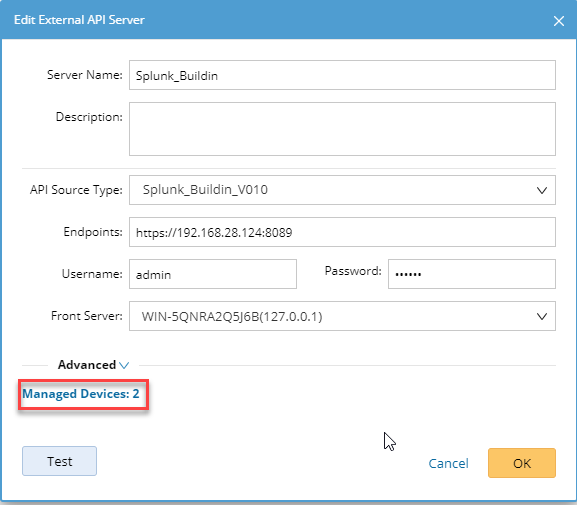 Edit External API Server
Server Name: Splunk_Buildin
Description:
API Source Type: Splunk_Buildin_V010
Endpoints: https://192.168.28.124:8089
Username: admin Password: ••••••
Front Server: WIN-5QNRA2Q5J6B(127.0.0.1)
Advanced
Managed Devices: 2
Test Cancel OK